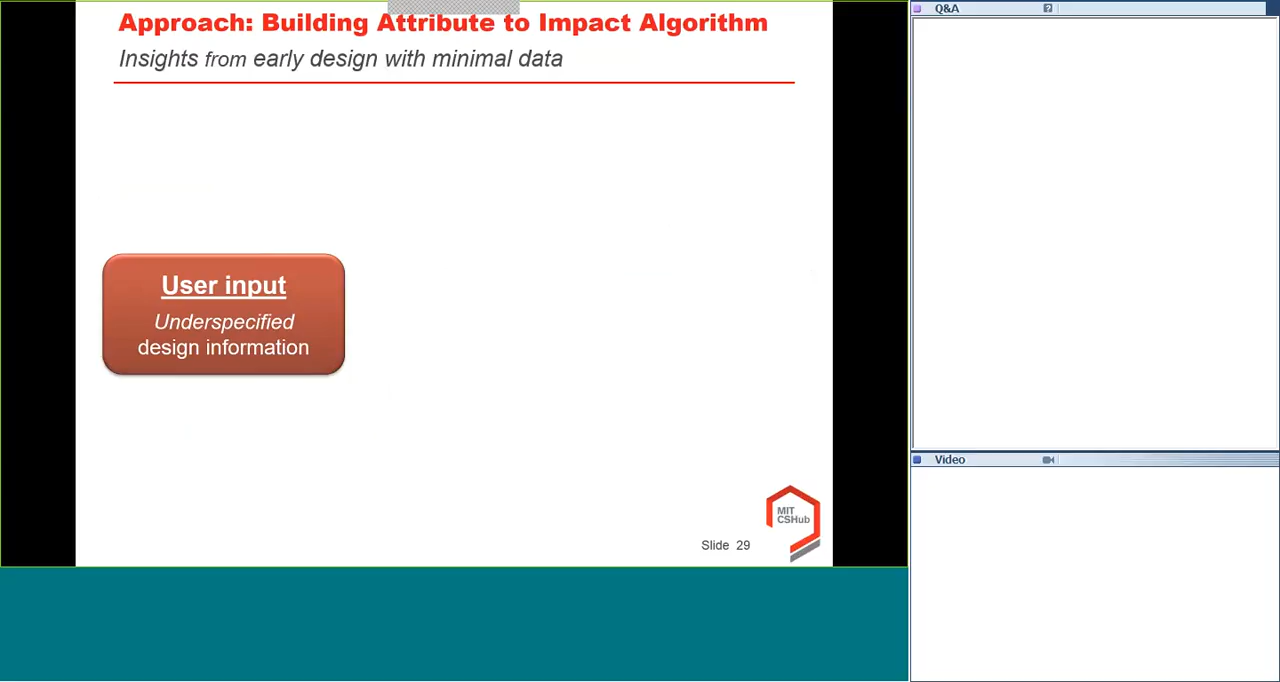 Approach: Building Attribute to Impact Algorithm
Insights from early design with minimal data
User input
Underspecified
design information
MIT
CSHub
Slide 29
Q&A
?
Video